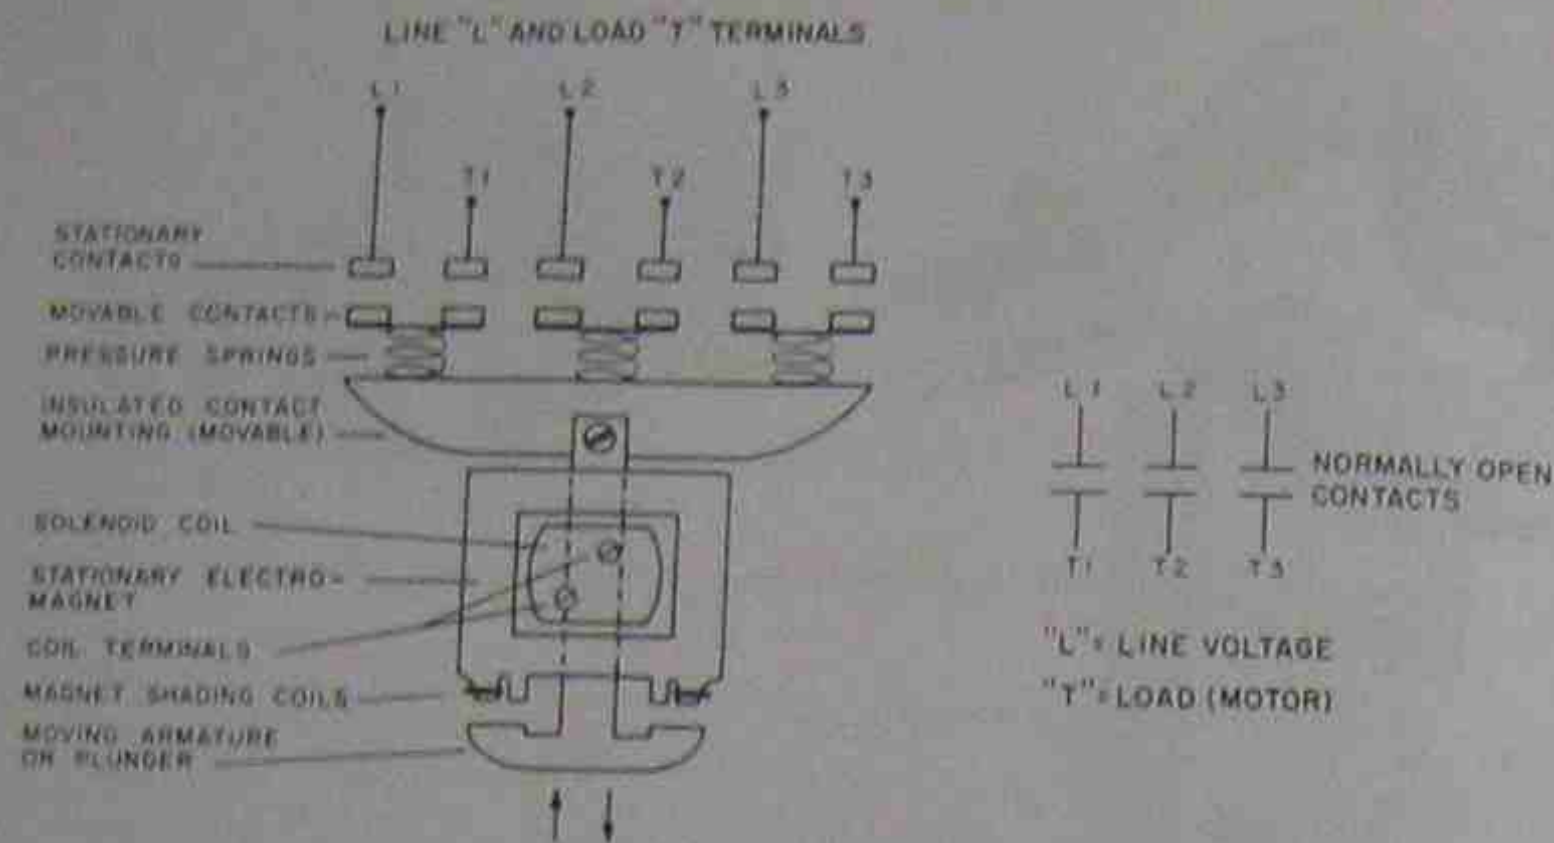 LINE "L" AND LOAD "T" TERMINALS
L1
L2
L3
T1
T2
T3
STATIONARY
CONTACTS
MOVABLE CONTACTS
PRESSURE SPRINGS
INSULATED CONTACT
MOUNTING (MOVABLE)
SOLENOID COIL
STATIONARY ELECTRO-
MAGNET
COIL TERMINALS
MAGNET SHADING COILS
MOVING ARMATURE
OR PLUNGER
L1 L2 L3
NORMALLY OPEN
CONTACTS
T1 T2 T3
"L"= LINE VOLTAGE
"T"= LOAD (MOTOR)